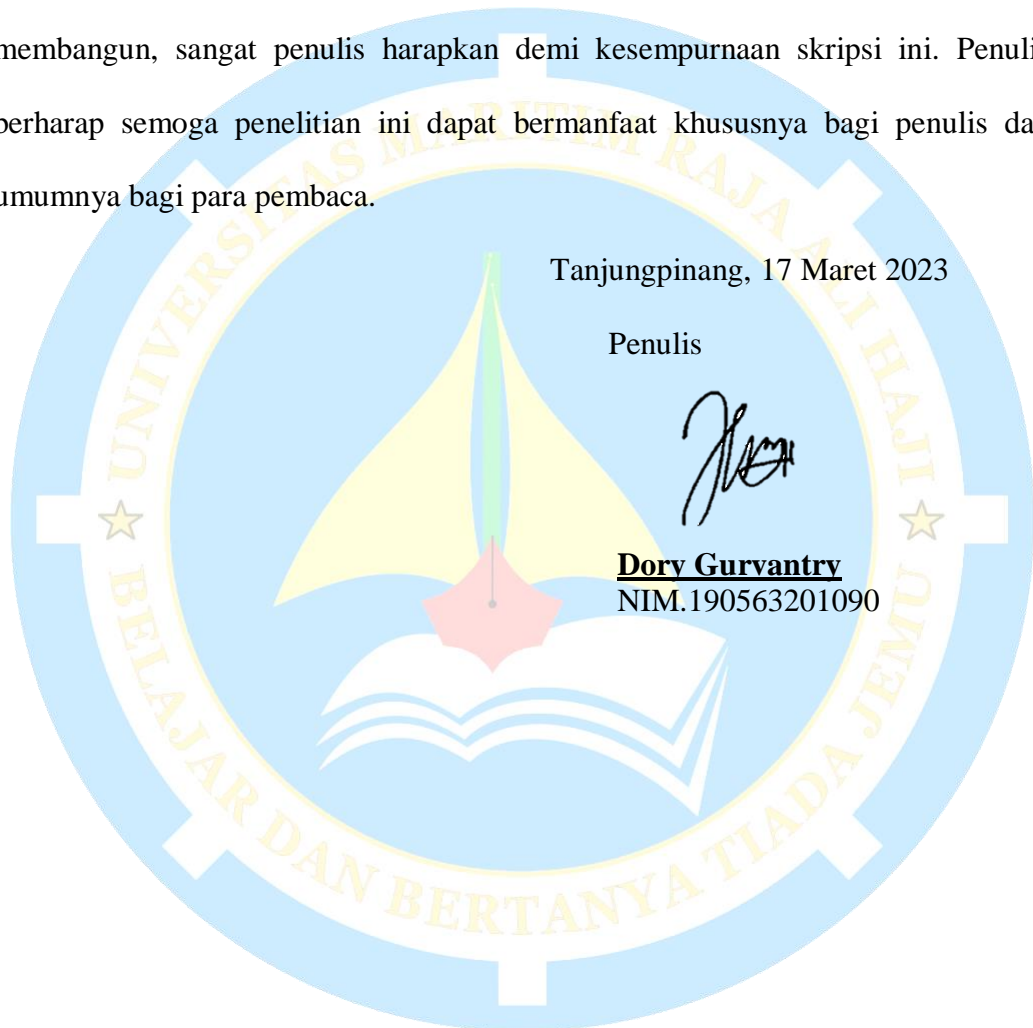 membangun, sangat penulis harapkan demi kesempurnaan skripsi ini. Penuli
berharap semoga penelitian ini dapat bermanfaat khususnya bagi penulis da
umumnya bagi para pembaca.
Tanjungpinang, 17 Maret 2023
Penulis
Dory Gurvantry
NIM.190563201090
UNIVERSITAS MARITIM RAJA ALI HAJI
BELAJAR DAN BERTANYA TIADA JEMU